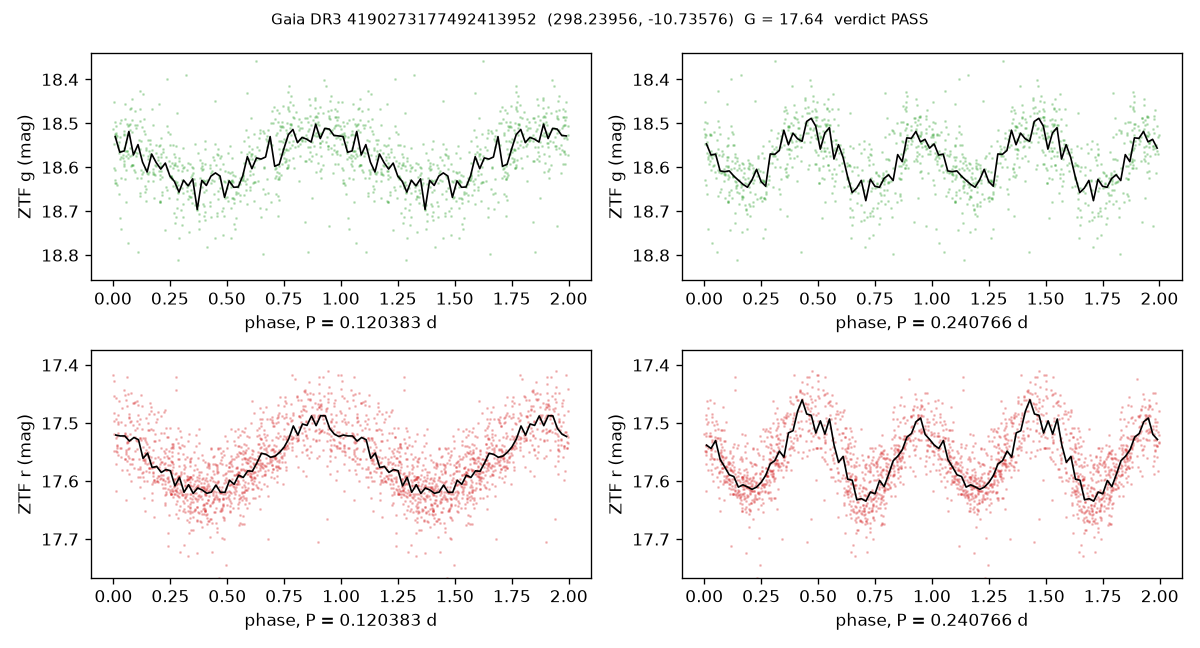 Gaia DR3 4190273177492413952 (298.23956, -10.73576) G = 17.64 verdict PASS
ZTF g (mag)
18.4
18.5
18.6
18.7
18.8
0.00 0.25 0.50 0.75 1.00 1.25 1.50 1.75 2.00
phase, P = 0.120383 d
ZTF g (mag)
18.4
18.5
18.6
18.7
18.8
0.00 0.25 0.50 0.75 1.00 1.25 1.50 1.75 2.00
phase, P = 0.240766 d
ZTF r (mag)
17.4
17.5
17.6
17.7
0.00 0.25 0.50 0.75 1.00 1.25 1.50 1.75 2.00
phase, P = 0.120383 d
ZTF r (mag)
17.4
17.5
17.6
17.7
0.00 0.25 0.50 0.75 1.00 1.25 1.50 1.75 2.00
phase, P = 0.240766 d